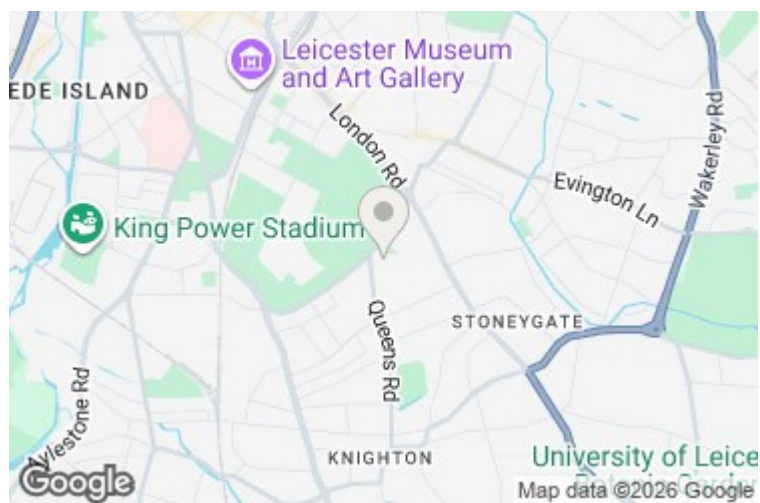 Leicester Museum
and Art Gallery
EDE ISLAND
London Rd
Wakerley Rd
Evington Ln
King Power Stadium
Queens Rd
STONEYGATE
Aylestone Rd
KNIGHTON
University of Leice
Google
Map data ©2026 Google